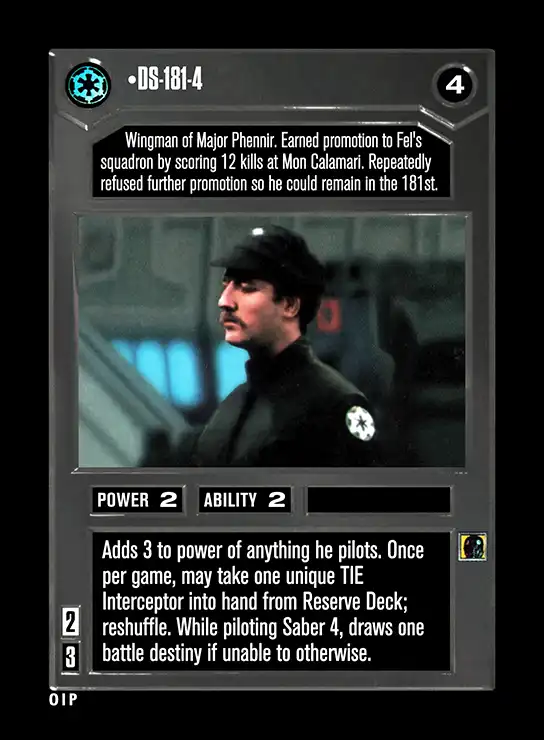 •DS-181-4
4
Wingman of Major Phennir. Earned promotion to Fel's
squadron by scoring 12 kills at Mon Calamari. Repeatedly
refused further promotion so he could remain in the 181st.
POWER 2 ABILITY 2
Adds 3 to power of anything he pilots. Once
per game, may take one unique TIE
Interceptor into hand from Reserve Deck;
reshuffle. While piloting Saber 4, draws one
battle destiny if unable to otherwise.
2
3
OIP